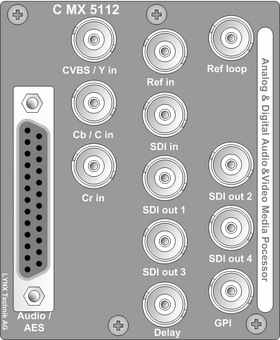 C MX 5112
CVBS / Y in
Ref in
Ref loop
Cb / C in
SDI in
Cr in
SDI out 1
SDI out 2
SDI out 3
SDI out 4
Audio /
AES
Delay
GPI
Analog & Digital Audio&Video Media Processor
LYNX Technik AG